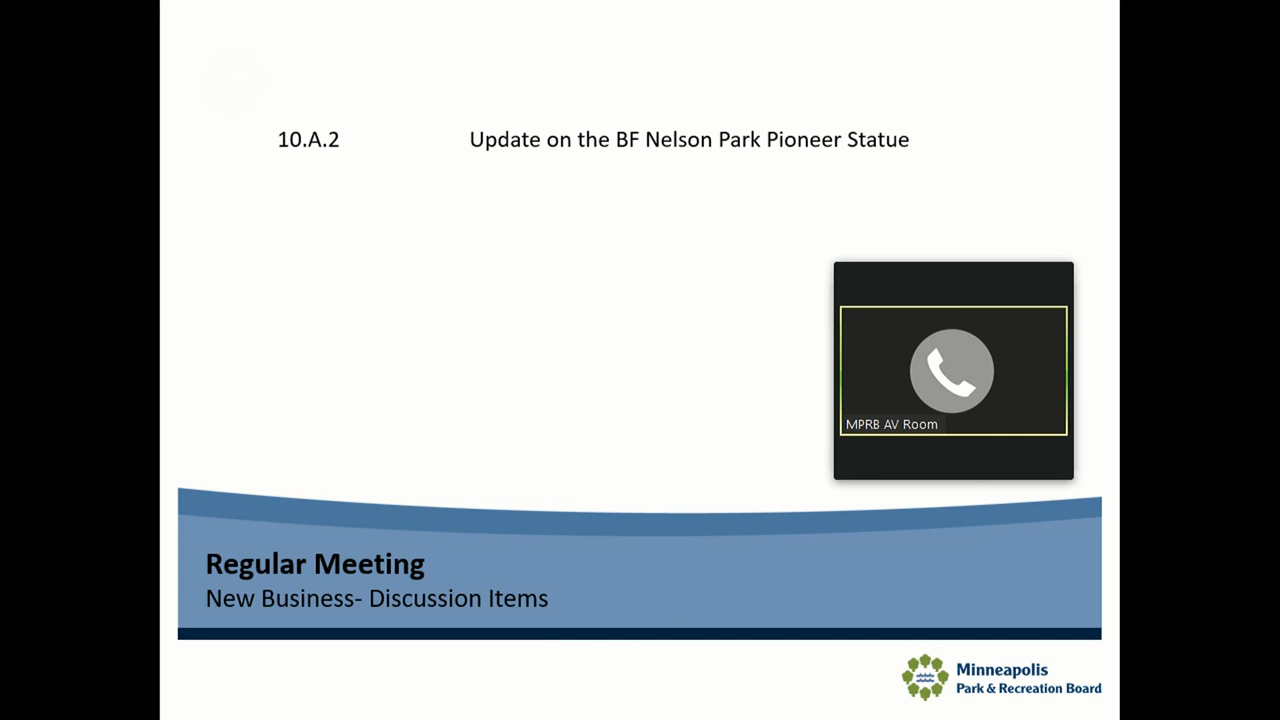 10.A.2 Update on the BF Nelson Park Pioneer Statue
MPRB AV Room
Regular Meeting
New Business- Discussion Items
Minneapolis
Park & Recreation Board